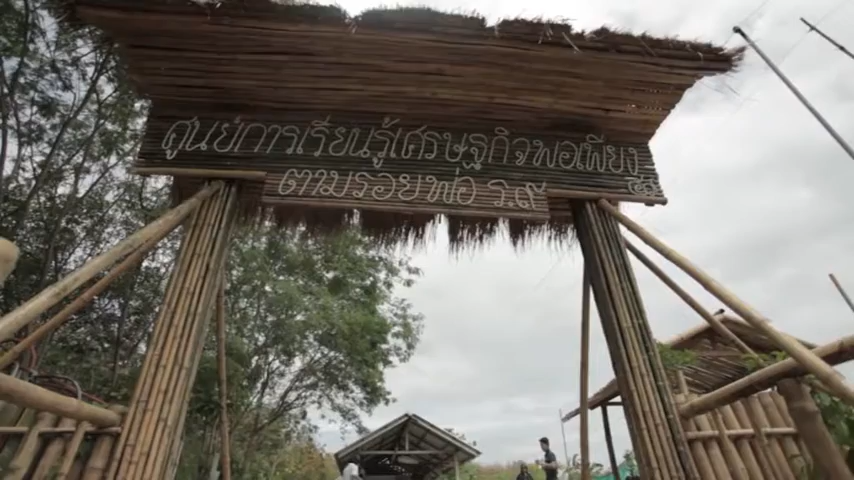 ศูนย์การเรียนรู้เศรษฐกิจพอเพียง
ตามรอยพ่อ ร.๙